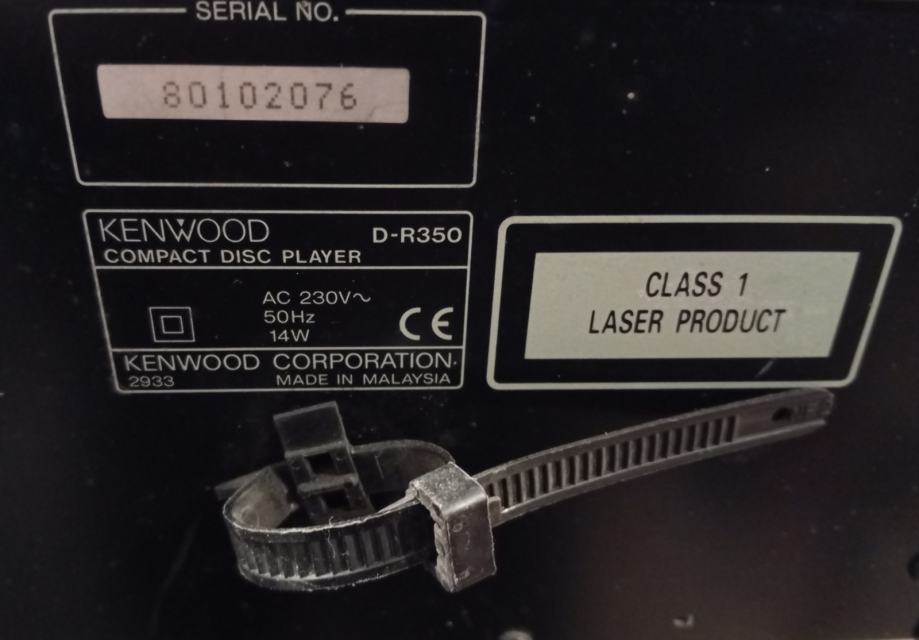 SERIAL NO.
80102076
KENWOOD D-R350
COMPACT DISC PLAYER
AC 230V~
50Hz
14W
CE
KENWOOD CORPORATION
2933 MADE IN MALAYSIA
CLASS 1
LASER PRODUCT